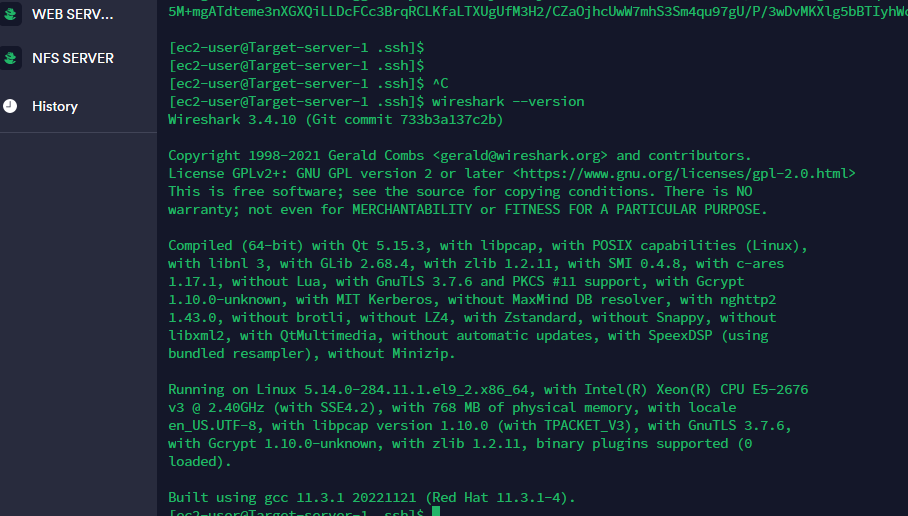 WEB SERV...
NFS SERVER
History
5M+mgATdteme3nXGXQiLLDcFCc3BrqRCLKfaLTXUgUfM3H2/CZaOjhcUwW7mhS3Sm4qu97gU/P/3wDvMKXlg5bBTIyhW
[ec2-user@Target-server-1 .ssh]$
[ec2-user@Target-server-1 .ssh]$
[ec2-user@Target-server-1 .ssh]$ ^C
[ec2-user@Target-server-1 .ssh]$ wireshark --version
Wireshark 3.4.10 (Git commit 733b3a137c2b)
Copyright 1998-2021 Gerald Combs <gerald@wireshark.org> and contributors.
License GPLv2+: GNU GPL version 2 or later <https://www.gnu.org/licenses/gpl-2.0.html>
This is free software; see the source for copying conditions. There is NO
warranty; not even for MERCHANTABILITY or FITNESS FOR A PARTICULAR PURPOSE.
Compiled (64-bit) with Qt 5.15.3, with libpcap, with POSIX capabilities (Linux),
with libnl 3, with GLib 2.68.4, with zlib 1.2.11, with SMI 0.4.8, with c-ares
1.17.1, without Lua, with GnuTLS 3.7.6 and PKCS #11 support, with Gcrypt
1.10.0-unknown, with MIT Kerberos, without MaxMind DB resolver, with nghttp2
1.43.0, without brotli, without LZ4, with Zstandard, without Snappy, without
libxml2, with QtMultimedia, without automatic updates, with SpeexDSP (using
bundled resampler), without Minizip.
Running on Linux 5.14.0-284.11.1.el9_2.x86_64, with Intel(R) Xeon(R) CPU E5-2676
v3 @ 2.40GHz (with SSE4.2), with 768 MB of physical memory, with locale
en_US.UTF-8, with libpcap version 1.10.0 (with TPACKET_V3), with GnuTLS 3.7.6,
with Gcrypt 1.10.0-unknown, with zlib 1.2.11, binary plugins supported (0
loaded).
Built using gcc 11.3.1 20221121 (Red Hat 11.3.1-4).
[ec2-user@Target-server-1 .ssh]$